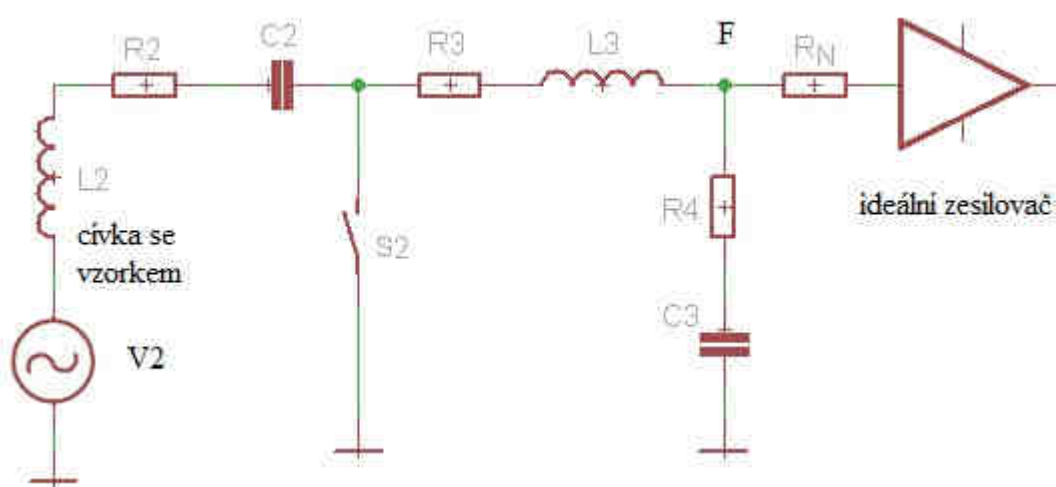 R2
C2
R3
L3
F
RN
L2
cívka se
vzorkem
V2
S2
R4
C3
ideální zesilovač